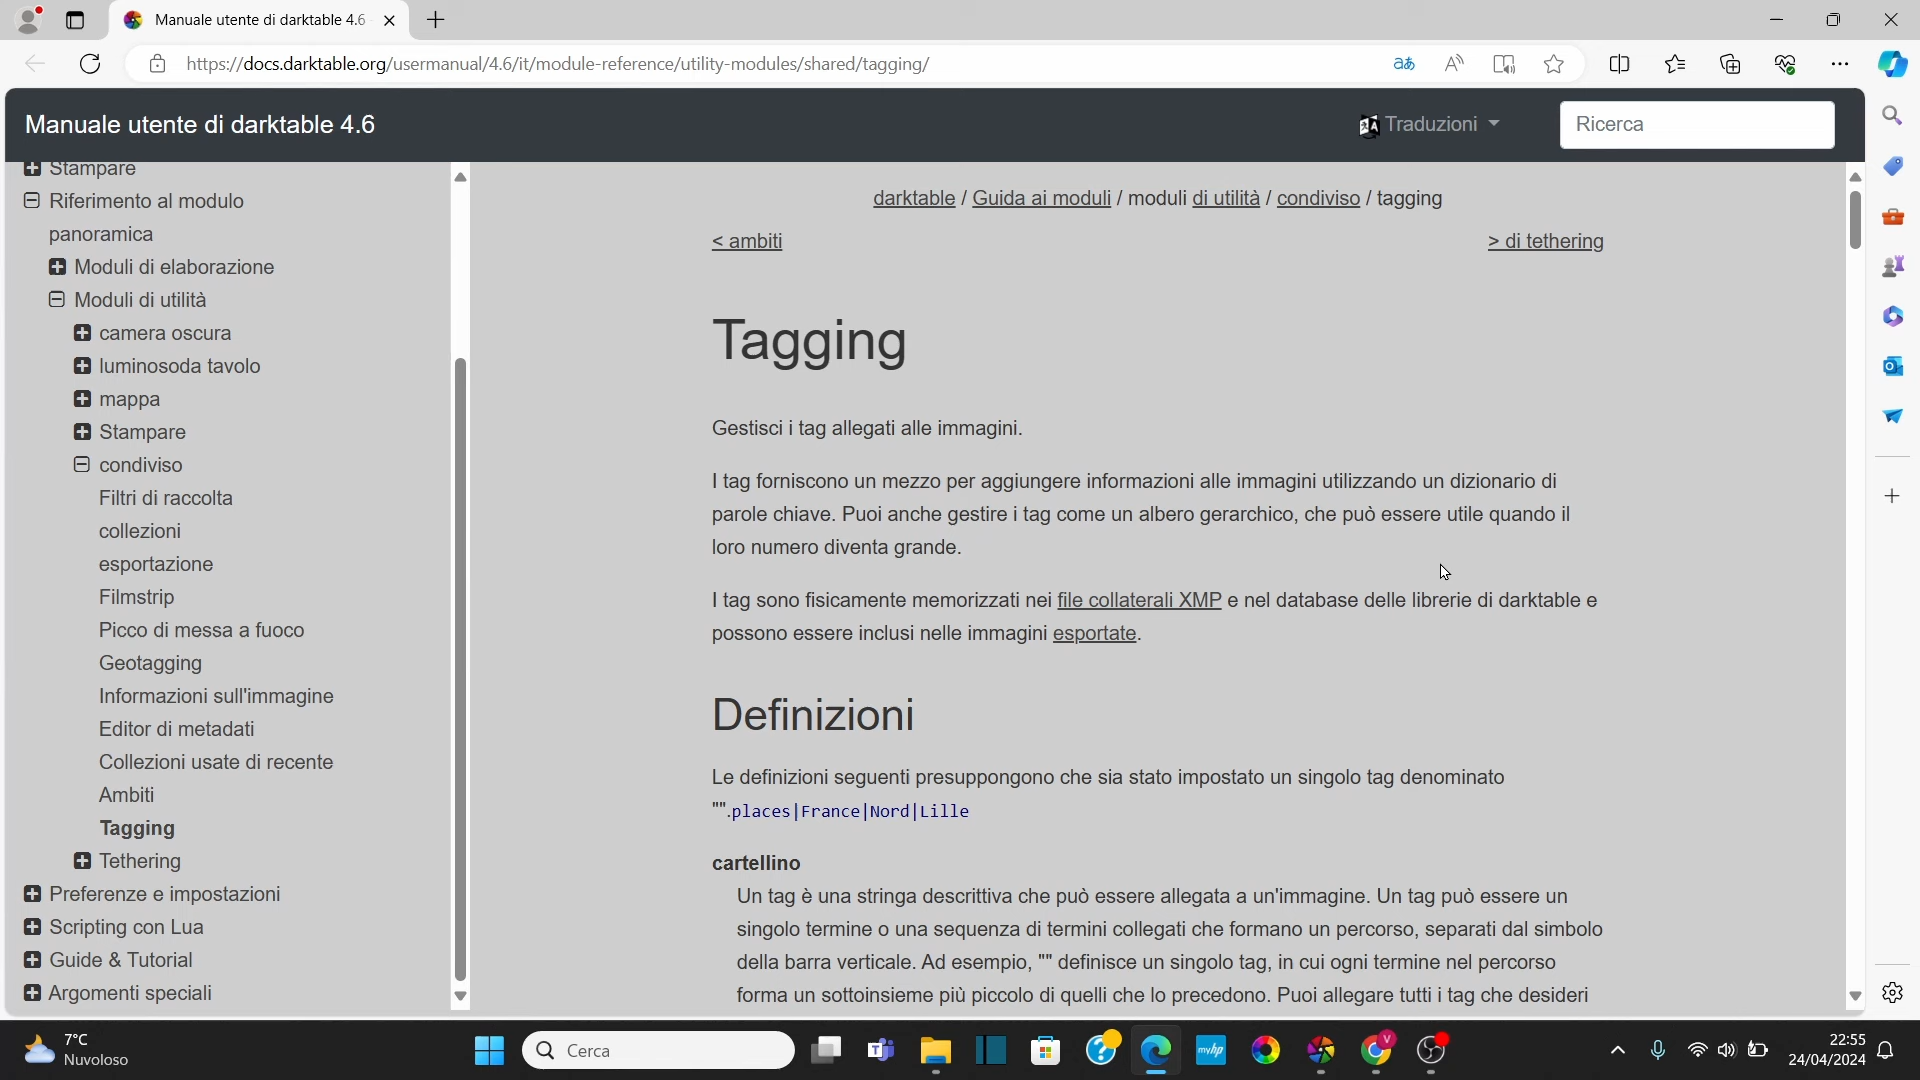 Manuale utente di darktable 4.6
https://docs.darktable.org/usermanual/4.6/it/module-reference/utility-modules/shared/tagging/
aあ
Manuale utente di darktable 4.6
Traduzioni
Ricerca
Stampare
Riferimento al modulo
panoramica
Moduli di elaborazione
Moduli di utilità
camera oscura
luminosoda tavolo
mappa
Stampare
condiviso
Filtri di raccolta
collezioni
esportazione
Filmstrip
Picco di messa a fuoco
Geotagging
Informazioni sull'immagine
Editor di metadati
Collezioni usate di recente
Ambiti
Tagging
Tethering
Preferenze e impostazioni
Scripting con Lua
Guide & Tutorial
Argomenti speciali
darktable / Guida ai moduli / moduli di utilità / condiviso / tagging
< ambiti
> di tethering
Tagging
Gestisci i tag allegati alle immagini.
I tag forniscono un mezzo per aggiungere informazioni alle immagini utilizzando un dizionario di
parole chiave. Puoi anche gestire i tag come un albero gerarchico, che può essere utile quando il
loro numero diventa grande.
I tag sono fisicamente memorizzati nei file collaterali XMP e nel database delle librerie di darktable e
possono essere inclusi nelle immagini esportate.
Definizioni
Le definizioni seguenti presuppongono che sia stato impostato un singolo tag denominato
"".places|France|Nord|Lille
cartellino
Un tag è una stringa descrittiva che può essere allegata a un'immagine. Un tag può essere un
singolo termine o una sequenza di termini collegati che formano un percorso, separati dal simbolo
della barra verticale. Ad esempio, "" definisce un singolo tag, in cui ogni termine nel percorso
forma un sottoinsieme più piccolo di quelli che lo precedono. Puoi allegare tutti i tag che desideri
7°C
Nuvoloso
Cerca
myhp
V
22:55
24/04/2024